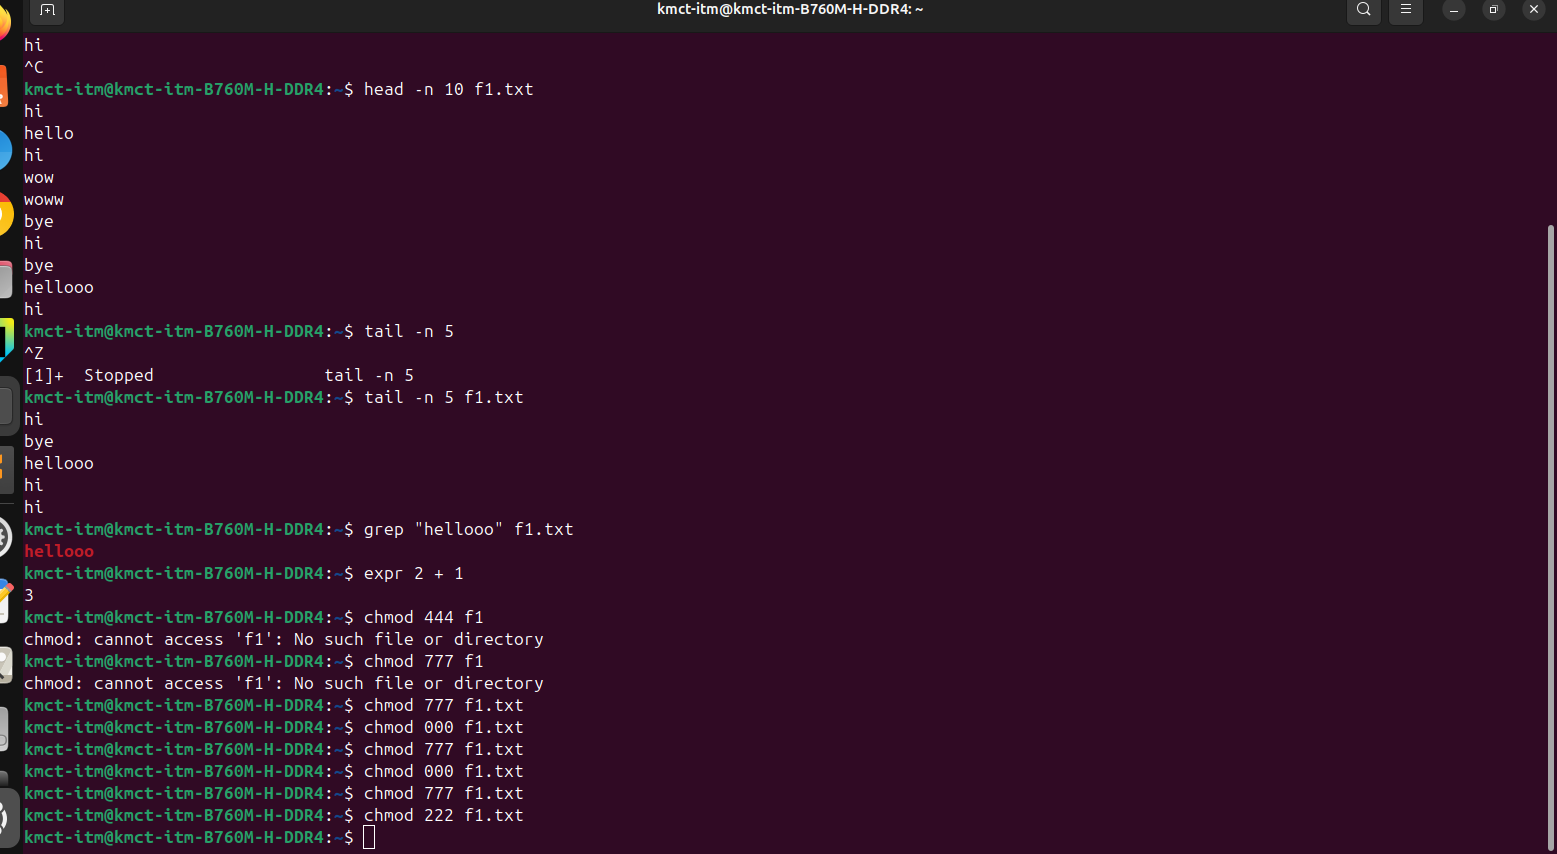 kmct-itm@kmct-itm-B760M-H-DDR4: ~
hi
^C
kmct-itm@kmct-itm-B760M-H-DDR4:~$ head -n 10 f1.txt
hi
hello
hi
wow
woww
bye
hi
bye
hellooo
hi
kmct-itm@kmct-itm-B760M-H-DDR4:~$ tail -n 5
^Z
[1]+  Stopped                 tail -n 5
kmct-itm@kmct-itm-B760M-H-DDR4:~$ tail -n 5 f1.txt
hi
bye
hellooo
hi
hi
kmct-itm@kmct-itm-B760M-H-DDR4:~$ grep "hellooo" f1.txt
hellooo
kmct-itm@kmct-itm-B760M-H-DDR4:~$ expr 2 + 1
3
kmct-itm@kmct-itm-B760M-H-DDR4:~$ chmod 444 f1
chmod: cannot access 'f1': No such file or directory
kmct-itm@kmct-itm-B760M-H-DDR4:~$ chmod 777 f1
chmod: cannot access 'f1': No such file or directory
kmct-itm@kmct-itm-B760M-H-DDR4:~$ chmod 777 f1.txt
kmct-itm@kmct-itm-B760M-H-DDR4:~$ chmod 000 f1.txt
kmct-itm@kmct-itm-B760M-H-DDR4:~$ chmod 777 f1.txt
kmct-itm@kmct-itm-B760M-H-DDR4:~$ chmod 000 f1.txt
kmct-itm@kmct-itm-B760M-H-DDR4:~$ chmod 777 f1.txt
kmct-itm@kmct-itm-B760M-H-DDR4:~$ chmod 222 f1.txt
kmct-itm@kmct-itm-B760M-H-DDR4:~$